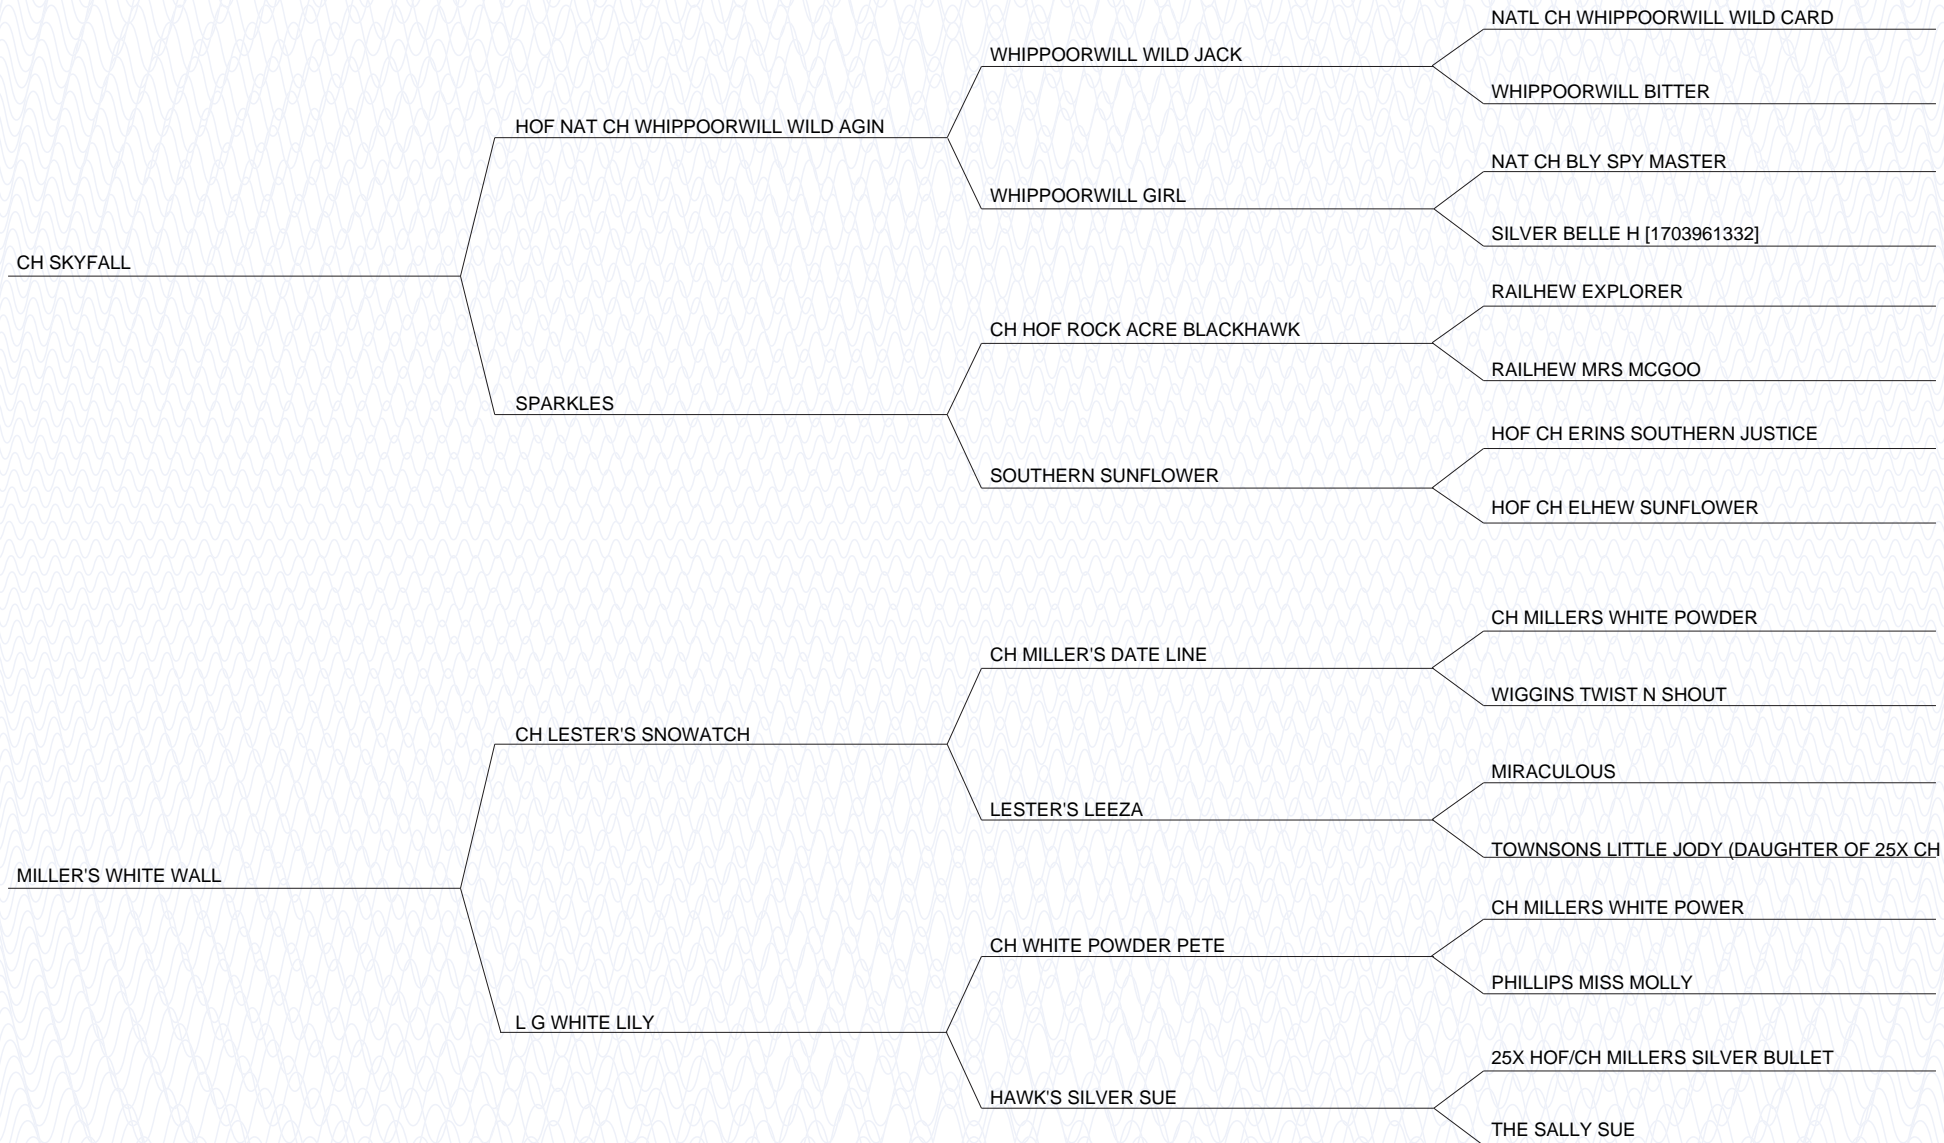 NATL CH WHIPPOORWILL WILD CARD
WHIPPOORWILL WILD JACK
WHIPPOORWILL BITTER
HOF NAT CH WHIPPOORWILL WILD AGIN
NAT CH BLY SPY MASTER
WHIPPOORWILL GIRL
SILVER BELLE H [1703961332]
CH SKYFALL
RAILHEW EXPLORER
CH HOF ROCK ACRE BLACKHAWK
RAILHEW MRS MCGOO
SPARKLES
HOF CH ERINS SOUTHERN JUSTICE
SOUTHERN SUNFLOWER
HOF CH ELHEW SUNFLOWER
CH MILLERS WHITE POWDER
CH MILLER'S DATE LINE
WIGGINS TWIST N SHOUT
CH LESTER'S SNOWATCH
MIRACULOUS
LESTER'S LEEZA
TOWNSONS LITTLE JODY (DAUGHTER OF 25X CH
MILLER'S WHITE WALL
CH MILLERS WHITE POWER
CH WHITE POWDER PETE
PHILLIPS MISS MOLLY
L G WHITE LILY
25X HOF/CH MILLERS SILVER BULLET
HAWK'S SILVER SUE
THE SALLY SUE